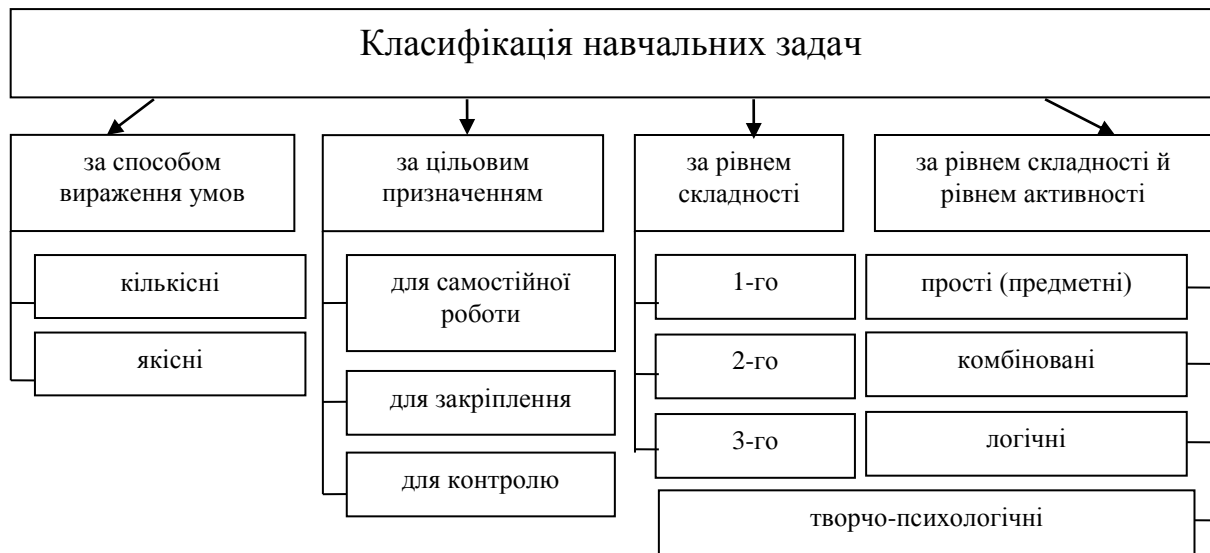 Класифікація навчальних задач
за способом
вираження умов
кількісні
якісні
за цільовим
призначенням
для самостійної
роботи
для закріплення
для контролю
за рівнем
складності
1-го
2-го
3-го
за рівнем складності й
рівнем активності
прості (предметні)
комбіновані
логічні
творчо-психологічні